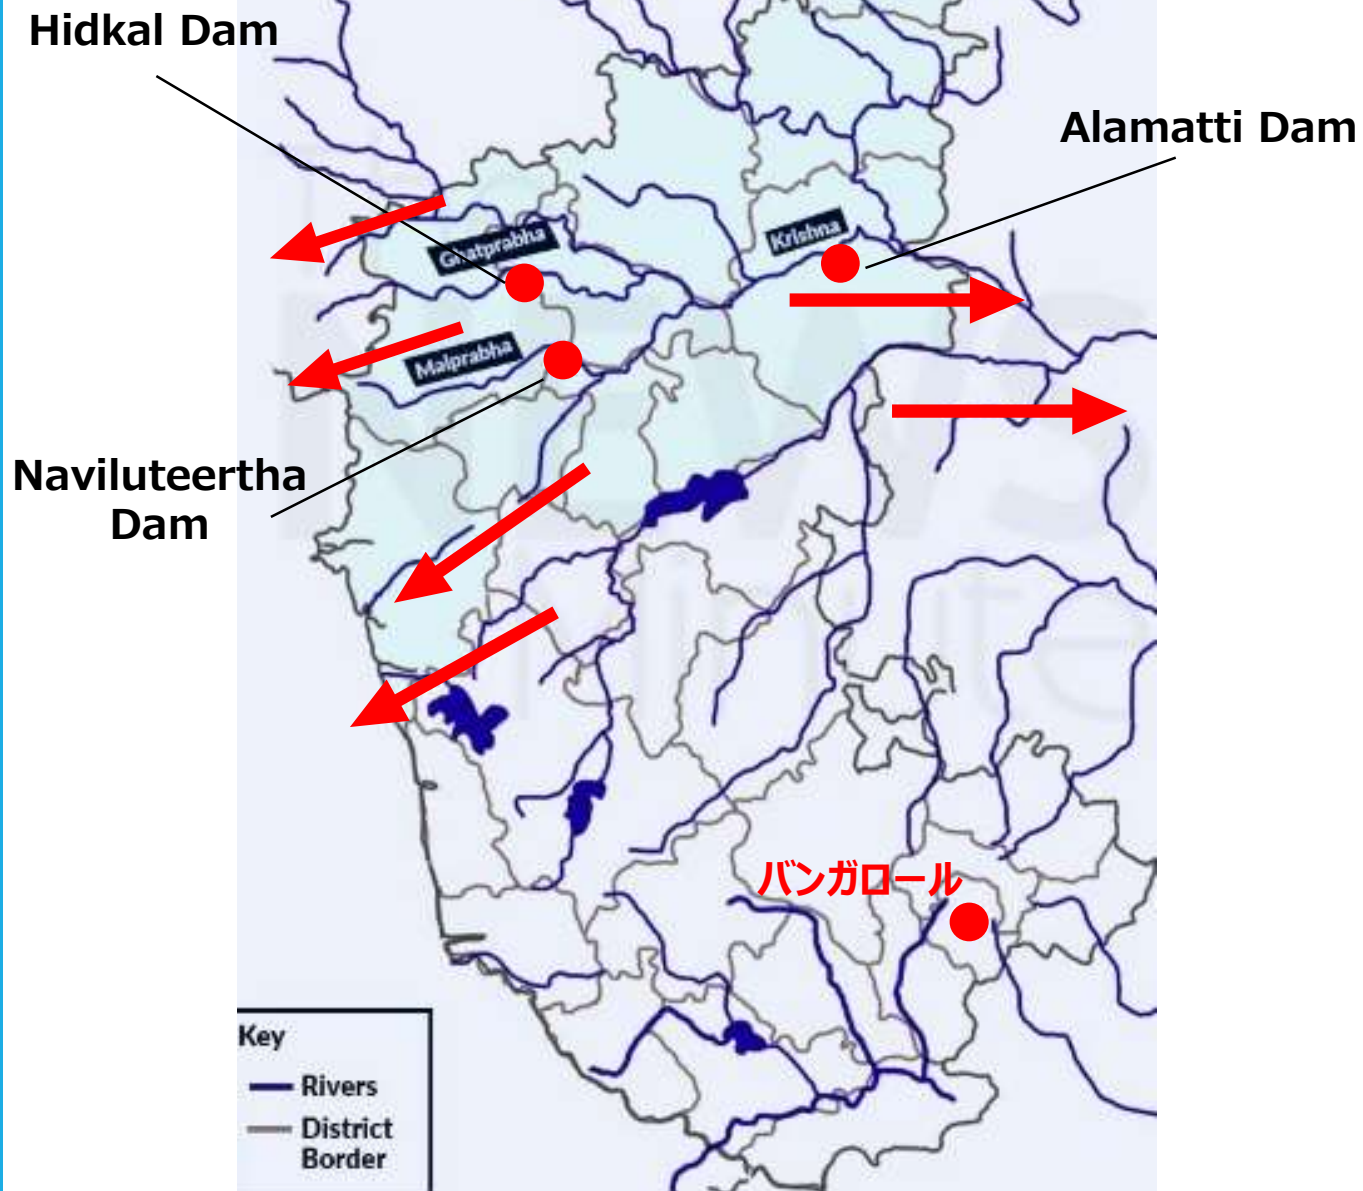 Hidkal Dam
Alamatti Dam
Krishna
Ghatprabha
Malprabha
Naviluteertha
Dam
バンガロール
Key
Rivers
District
Border